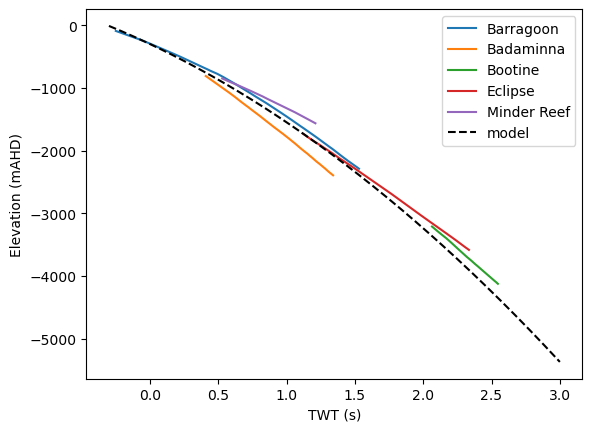 Barragoon
Badaminna
Bootine
Eclipse
Minder Reef
model
0
−1000
−2000
−3000
−4000
−5000
Elevation (mAHD)
0.0 0.5 1.0 1.5 2.0 2.5 3.0
TWT (s)